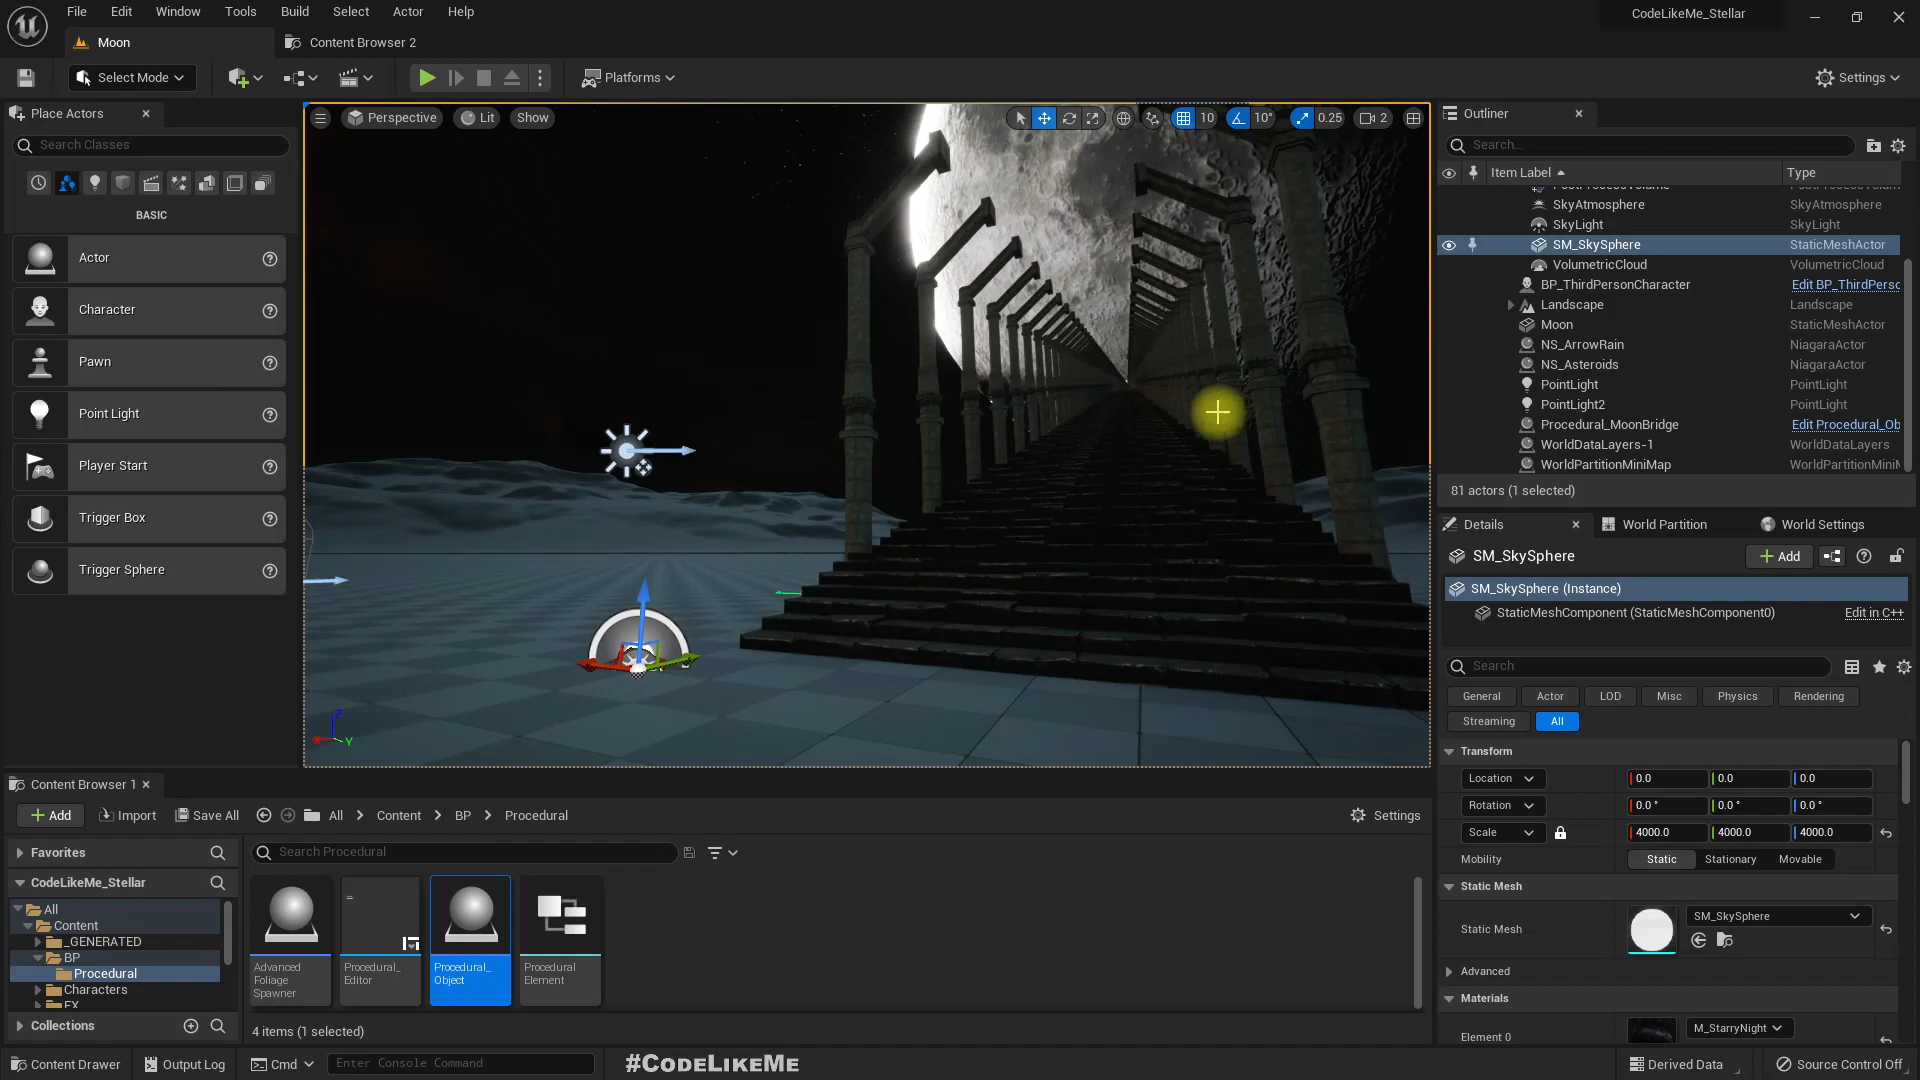 File Edit Window Tools Build Select Actor Help
CodeLikeMe_Stellar
Moon
Content Browser 2
Select Mode
Platforms
Settings
Place Actors
Search Classes
BASIC
Actor
Character
Pawn
Point Light
Player Start
Trigger Box
Trigger Sphere
Perspective
Lit
Show
10
10°
0.25
2
Z
X
Y
Outliner
Search...
Item Label
Type
SkyAtmosphere SkyAtmosphere
SkyLight SkyLight
SM_SkySphere StaticMeshActor
VolumetricCloud VolumetricCloud
BP_ThirdPersonCharacter Edit BP_ThirdPerso
Landscape Landscape
Moon StaticMeshActor
NS_ArrowRain NiagaraActor
NS_Asteroids NiagaraActor
PointLight PointLight
PointLight2 PointLight
Procedural_MoonBridge Edit Procedural_Ob
WorldDataLayers-1 WorldDataLayers
WorldPartitionMiniMap WorldPartitionMini
81 actors (1 selected)
Details
World Partition
World Settings
SM_SkySphere
Add
SM_SkySphere (Instance)
StaticMeshComponent (StaticMeshComponent0) Edit in C++
Search
General Actor LOD Misc Physics Rendering
Streaming All
Transform
Location 0.0 0.0 0.0
Rotation 0.0 ° 0.0 ° 0.0 °
Scale 4000.0 4000.0 4000.0
Mobility Static Stationary Movable
Static Mesh
Static Mesh SM_SkySphere
Advanced
Materials
Element 0 M_StarryNight
Content Browser 1
Add
Import
Save All
All
Content
BP
Procedural
Settings
Favorites
CodeLikeMe_Stellar
All
Content
_GENERATED
BP
Procedural
Characters
FX
Collections
Search Procedural
Advanced
Foliage
Spawner
Procedural_
Editor
Procedural_
Object
Procedural
Element
4 items (1 selected)
Content Drawer
Output Log
Cmd
Enter Console Command
#CodeLikeMe
Derived Data
Source Control Off